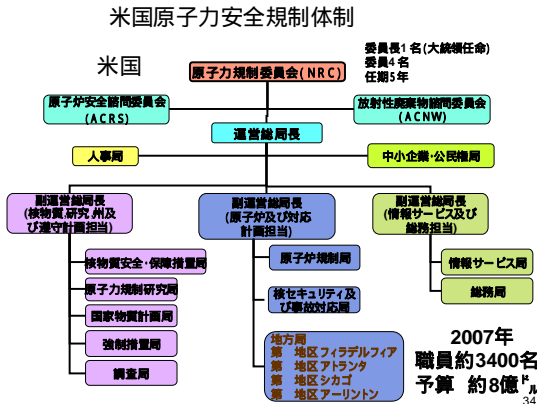 米国原子力安全規制体制
米国
原子力規制委員会(NRC)
委員長1名(大統領任命)
委員4名
任期5年
原子炉安全諮問委員会
(ACRS)
放射性廃棄物諮問委員会
(ACNW)
運営総局長
人事局
中小企業・公民権局
副運営総局長
(核物質,研究,州及
び遵守計画担当)
副運営総局長
(原子炉及び対応
計画担当)
副運営総局長
(情報サービス及び
総務担当)
核物質安全・保障措置局
原子力規制研究局
国家物質計画局
強制措置局
調査局
原子炉規制局
核セキュリティ及
び事故対応局
地方局
第 地区フィラデルフィア
第 地区アトランタ
第 地区シカゴ
第 地区アーリントン
情報サービス局
総務局
2007年
職員約3400名
予算 約8億ドル
34